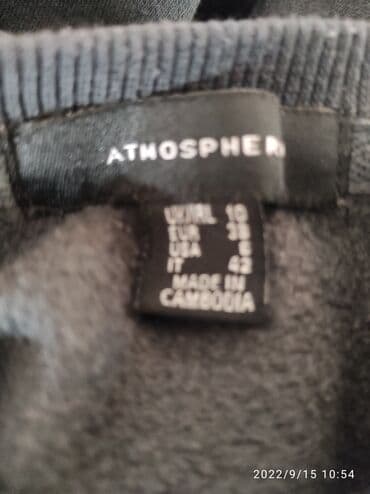 ATMOSPHER
UK/IRL 10
EUR 38
USA 6
IT 42
MADE IN
CAMBODIA
2022/9/15 10:54